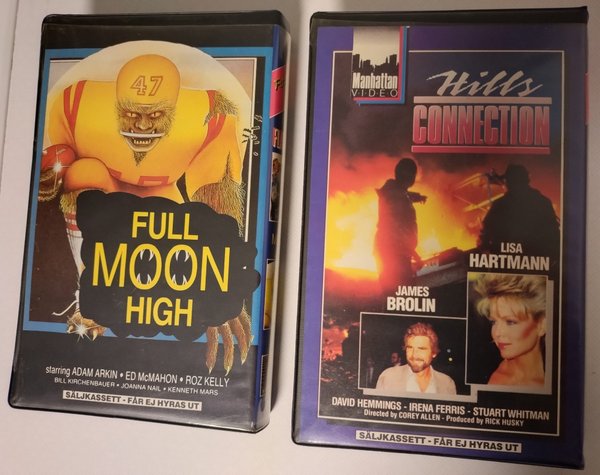 47
FULL
MOON
HIGH
starring ADAM ARKIN • ED McMAHON • ROZ KELLY
BILL KIRCHENBAUER • JOANNA NAIL • KENNETH MARS
SÄLJKASSETT - FÅR EJ HYRAS UT
Manhattan
VIDEO
Hills
CONNECTION
LISA
HARTMANN
JAMES
BROLIN
DAVID HEMMINGS - IRENA FERRIS - STUART WHITMAN
Directed by COREY ALLEN - Produced by RICK HUSKY
SÄLJKASSETT - FÅR EJ HYRAS UT